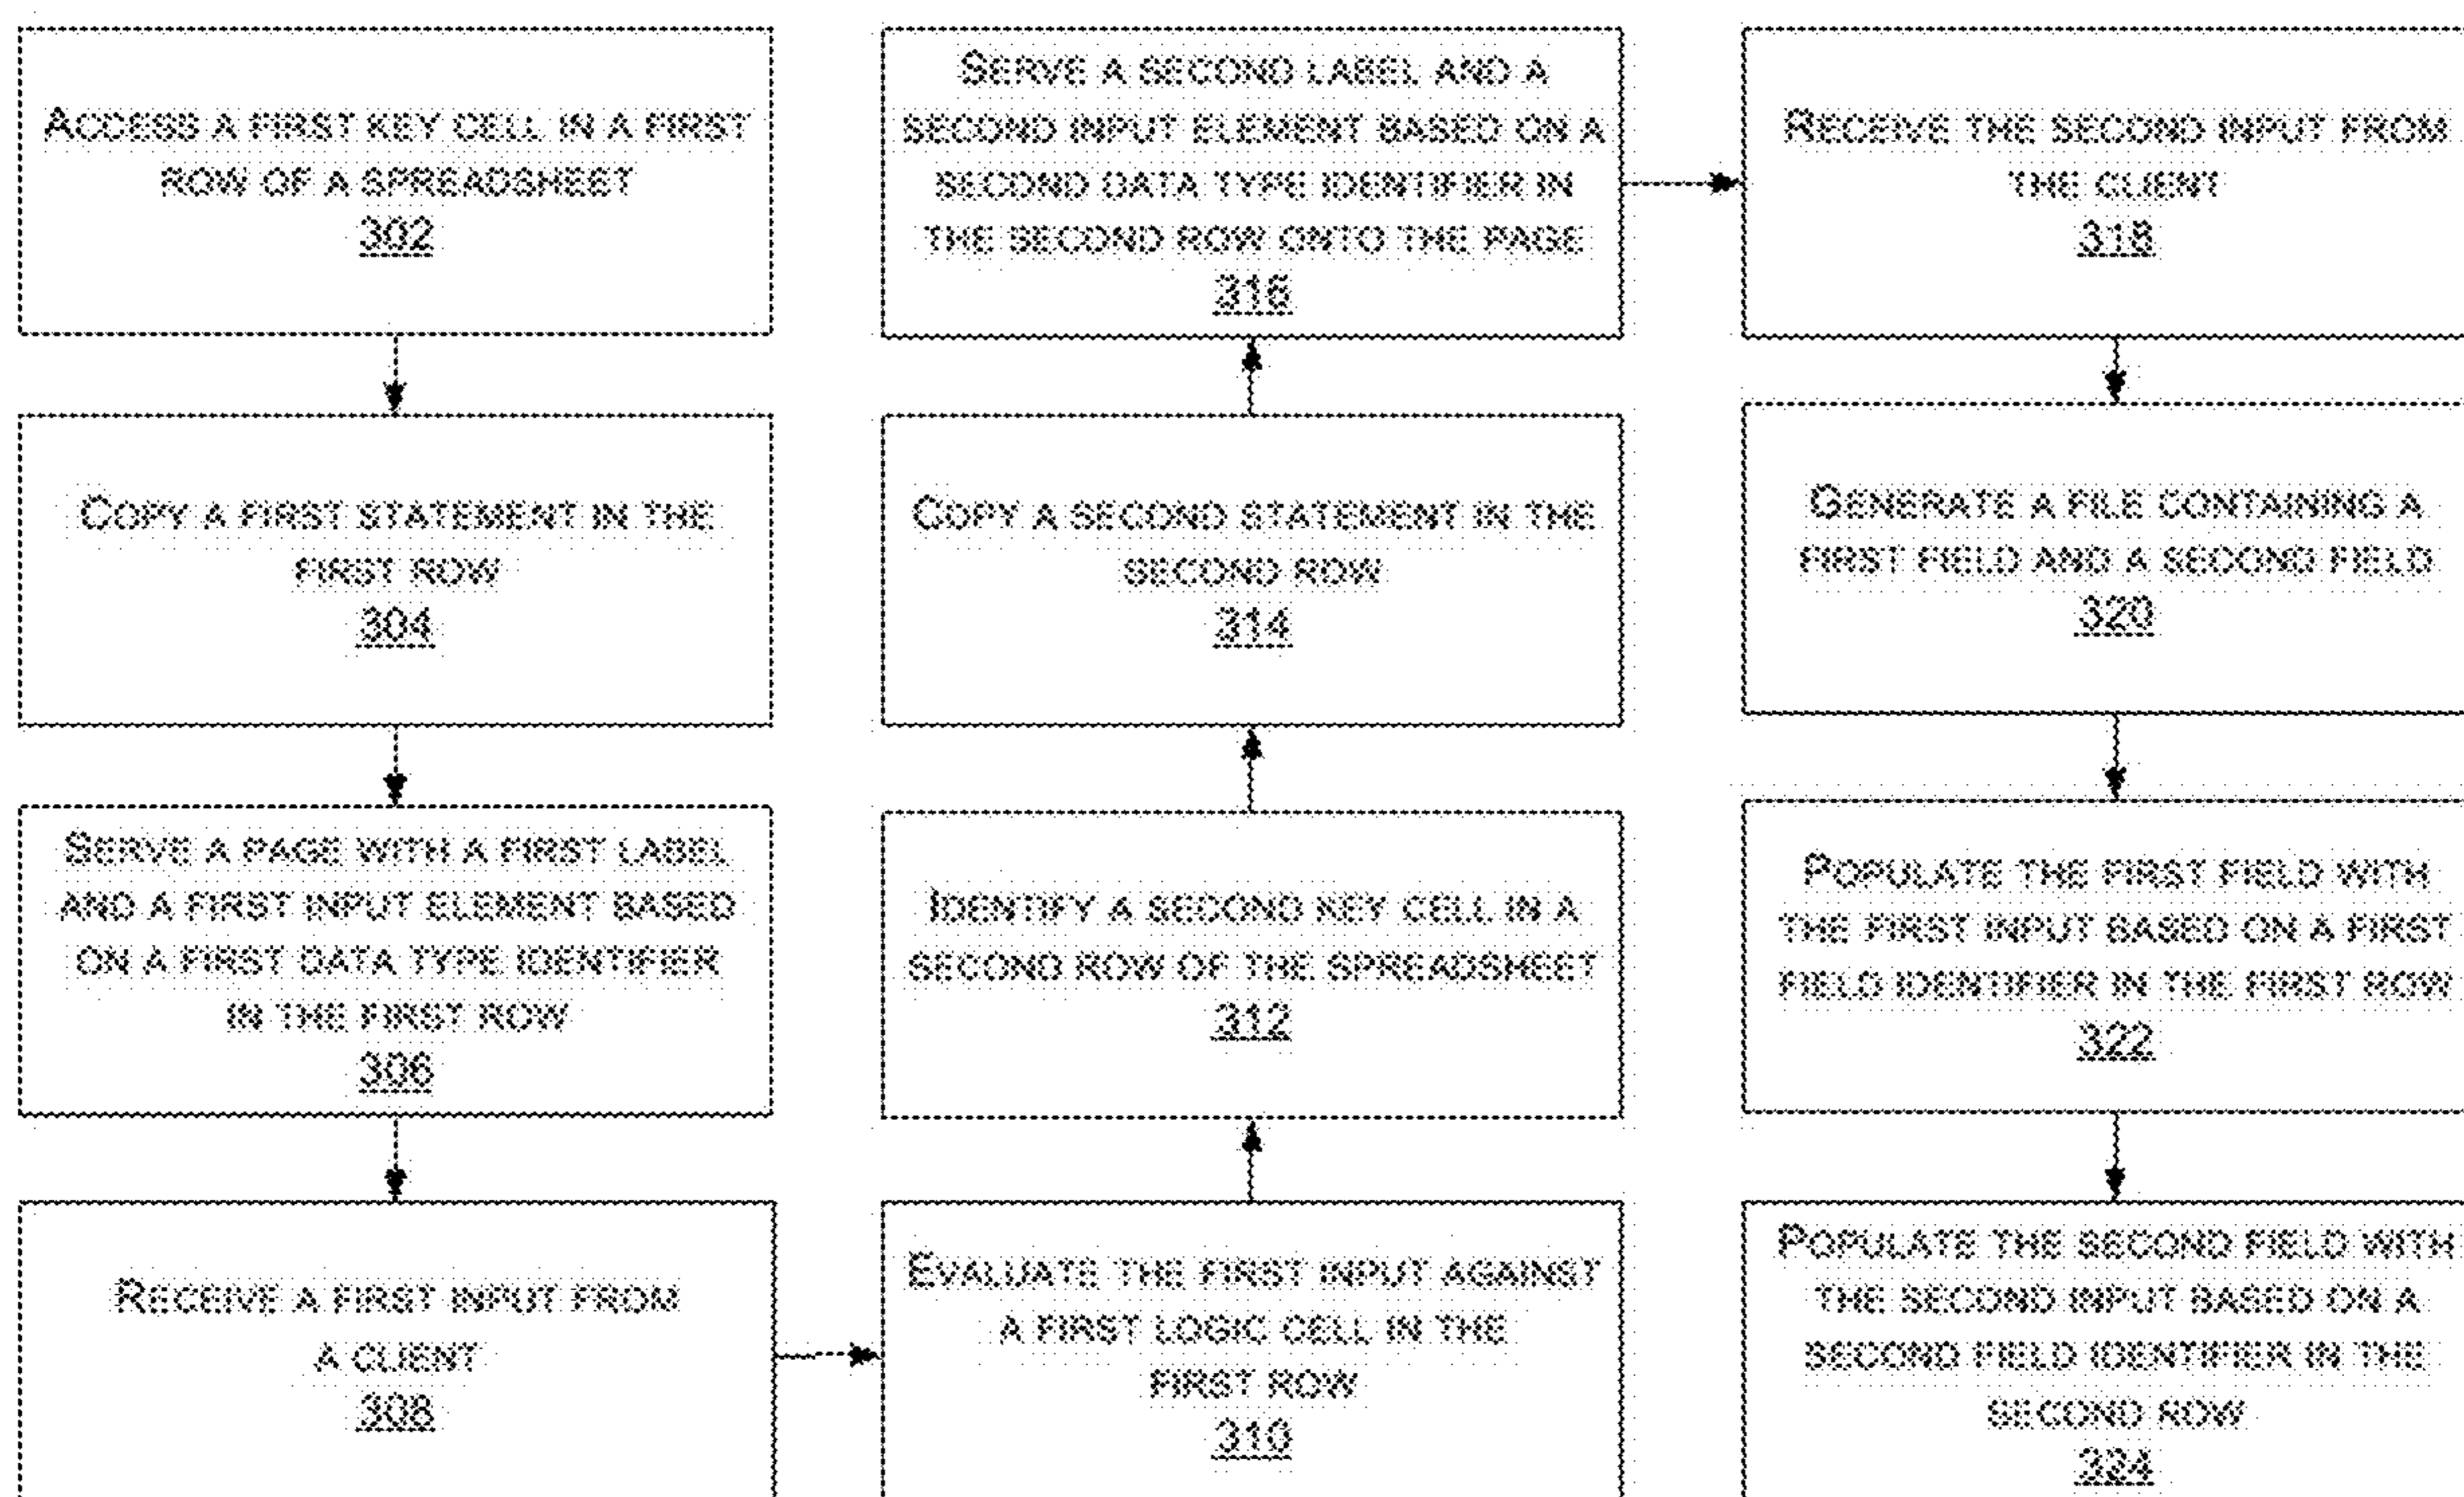 ACCESS A FIRST KEY CELL IN A FIRST
ROW OF A SPREADSHEET
302
COPY A FIRST STATEMENT IN THE
FIRST ROW
304
SERVE A PAGE WITH A FIRST LABEL
AND A FIRST INPUT ELEMENT BASED
ON A FIRST DATA TYPE IDENTIFIER
IN THE FIRST ROW
306
RECEIVE A FIRST INPUT FROM
A CLIENT
308
EVALUATE THE FIRST INPUT AGAINST
A FIRST LOGIC CELL IN THE
FIRST ROW
310
IDENTIFY A SECOND KEY CELL IN A
SECOND ROW OF THE SPREADSHEET
312
COPY A SECOND STATEMENT IN THE
SECOND ROW
314
SERVE A SECOND LABEL AND A
SECOND INPUT ELEMENT BASED ON A
SECOND DATA TYPE IDENTIFIER IN
THE SECOND ROW ONTO THE PAGE
316
RECEIVE THE SECOND INPUT FROM
THE CLIENT
318
GENERATE A FILE CONTAINING A
FIRST FIELD AND A SECOND FIELD
320
POPULATE THE FIRST FIELD WITH
THE FIRST INPUT BASED ON A FIRST
FIELD IDENTIFIER IN THE FIRST ROW
322
POPULATE THE SECOND FIELD WITH
THE SECOND INPUT BASED ON A
SECOND FIELD IDENTIFIER IN THE
SECOND ROW
324